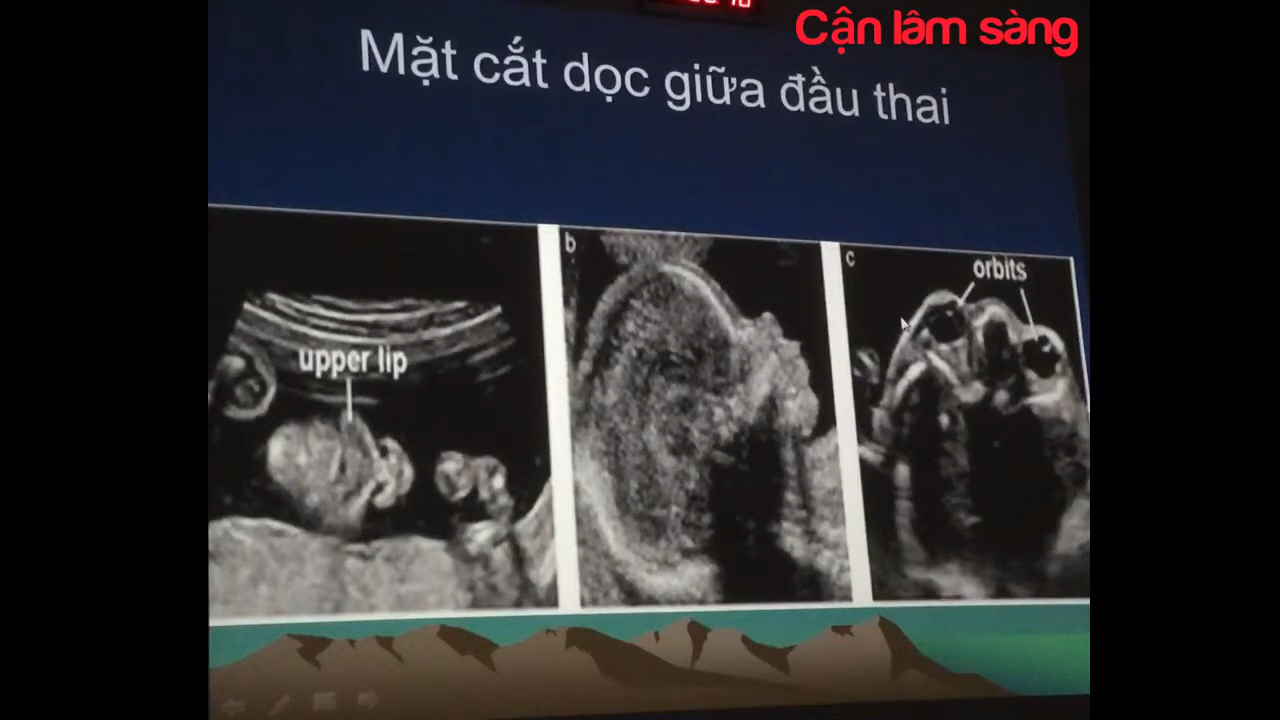 Cận lâm sàng
Mặt cắt dọc giữa đầu thai
upper lip
b
c
orbits